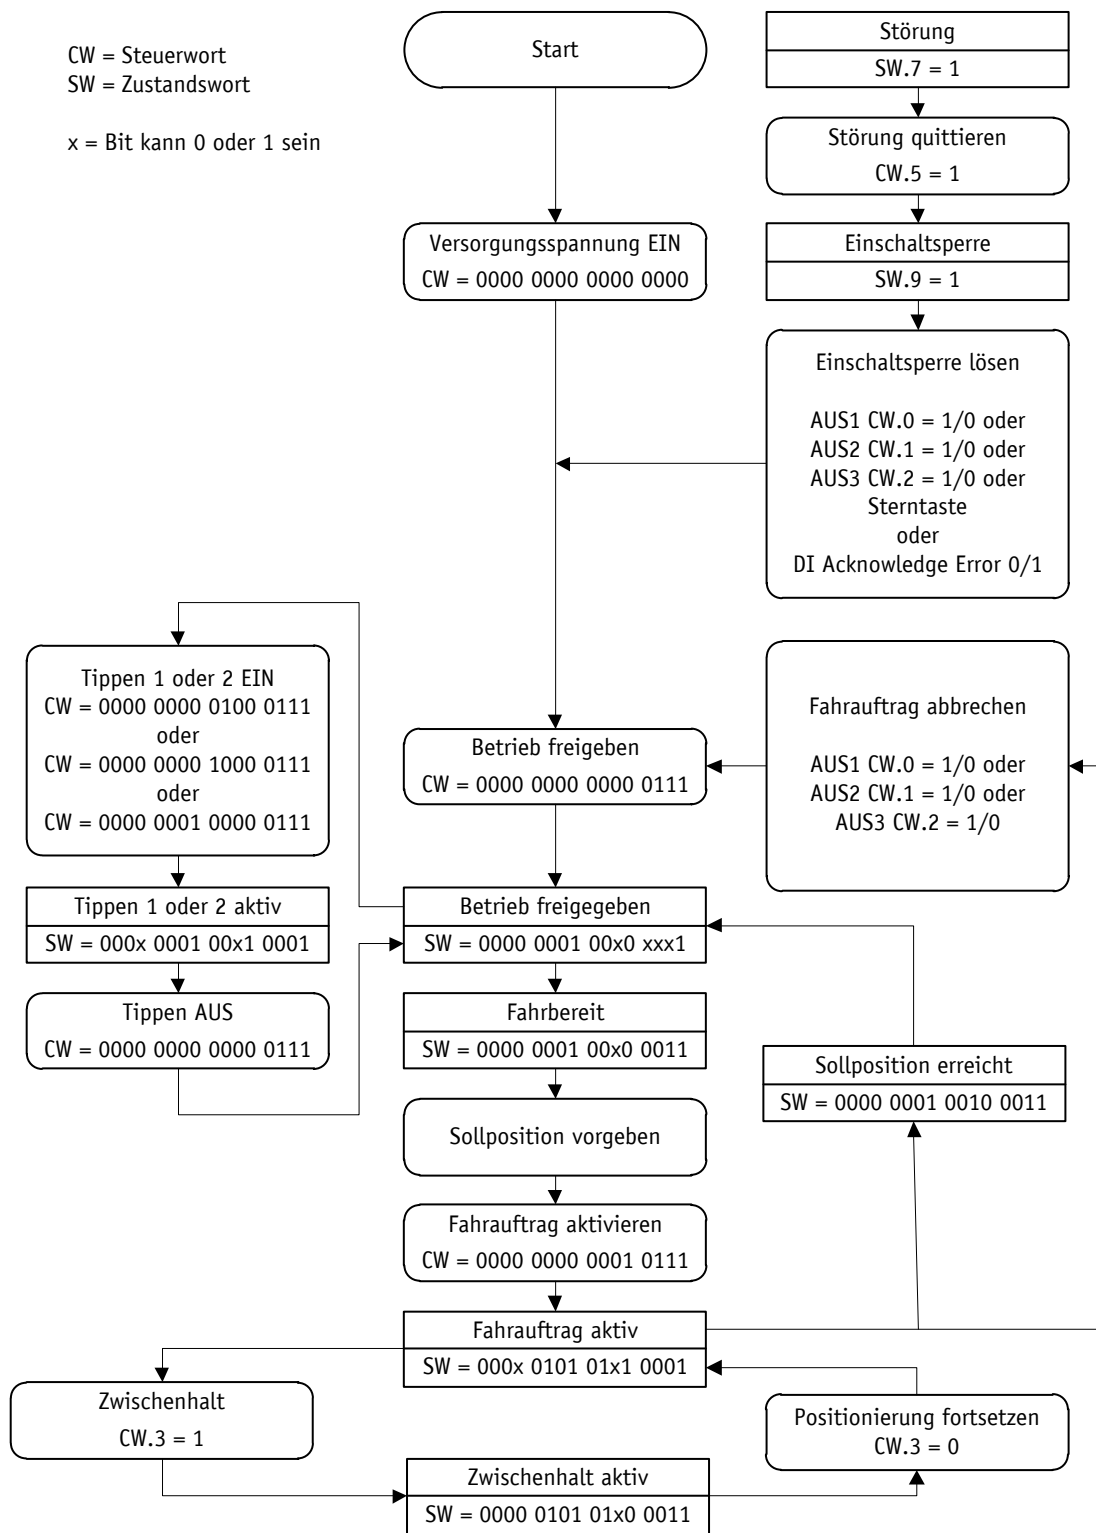 CW = Steuerwort
SW = Zustandswort
x = Bit kann 0 oder 1 sein
Start
Störung
SW.7 = 1
Störung quittieren
CW.5 = 1
Versorgungsspannung EIN
CW = 0000 0000 0000 0000
Einschaltsperre
SW.9 = 1
Einschaltsperre lösen
AUS1 CW.0 = 1/0 oder
AUS2 CW.1 = 1/0 oder
AUS3 CW.2 = 1/0 oder
Sterntaste
oder
DI Acknowledge Error 0/1
Tippen 1 oder 2 EIN
CW = 0000 0000 0100 0111
oder
CW = 0000 0000 1000 0111
oder
CW = 0000 0001 0000 0111
Betrieb freigeben
CW = 0000 0000 0000 0111
Fahrauftrag abbrechen
AUS1 CW.0 = 1/0 oder
AUS2 CW.1 = 1/0 oder
AUS3 CW.2 = 1/0
Tippen 1 oder 2 aktiv
SW = 000x 0001 00x1 0001
Betrieb freigegeben
SW = 0000 0001 00x0 xxx1
Tippen AUS
CW = 0000 0000 0000 0111
Fahrbereit
SW = 0000 0001 00x0 0011
Sollposition erreicht
SW = 0000 0001 0010 0011
Sollposition vorgeben
Fahrauftrag aktivieren
CW = 0000 0000 0001 0111
Fahrauftrag aktiv
SW = 000x 0101 01x1 0001
Zwischenhalt
CW.3 = 1
Positionierung fortsetzen
CW.3 = 0
Zwischenhalt aktiv
SW = 0000 0101 01x0 0011